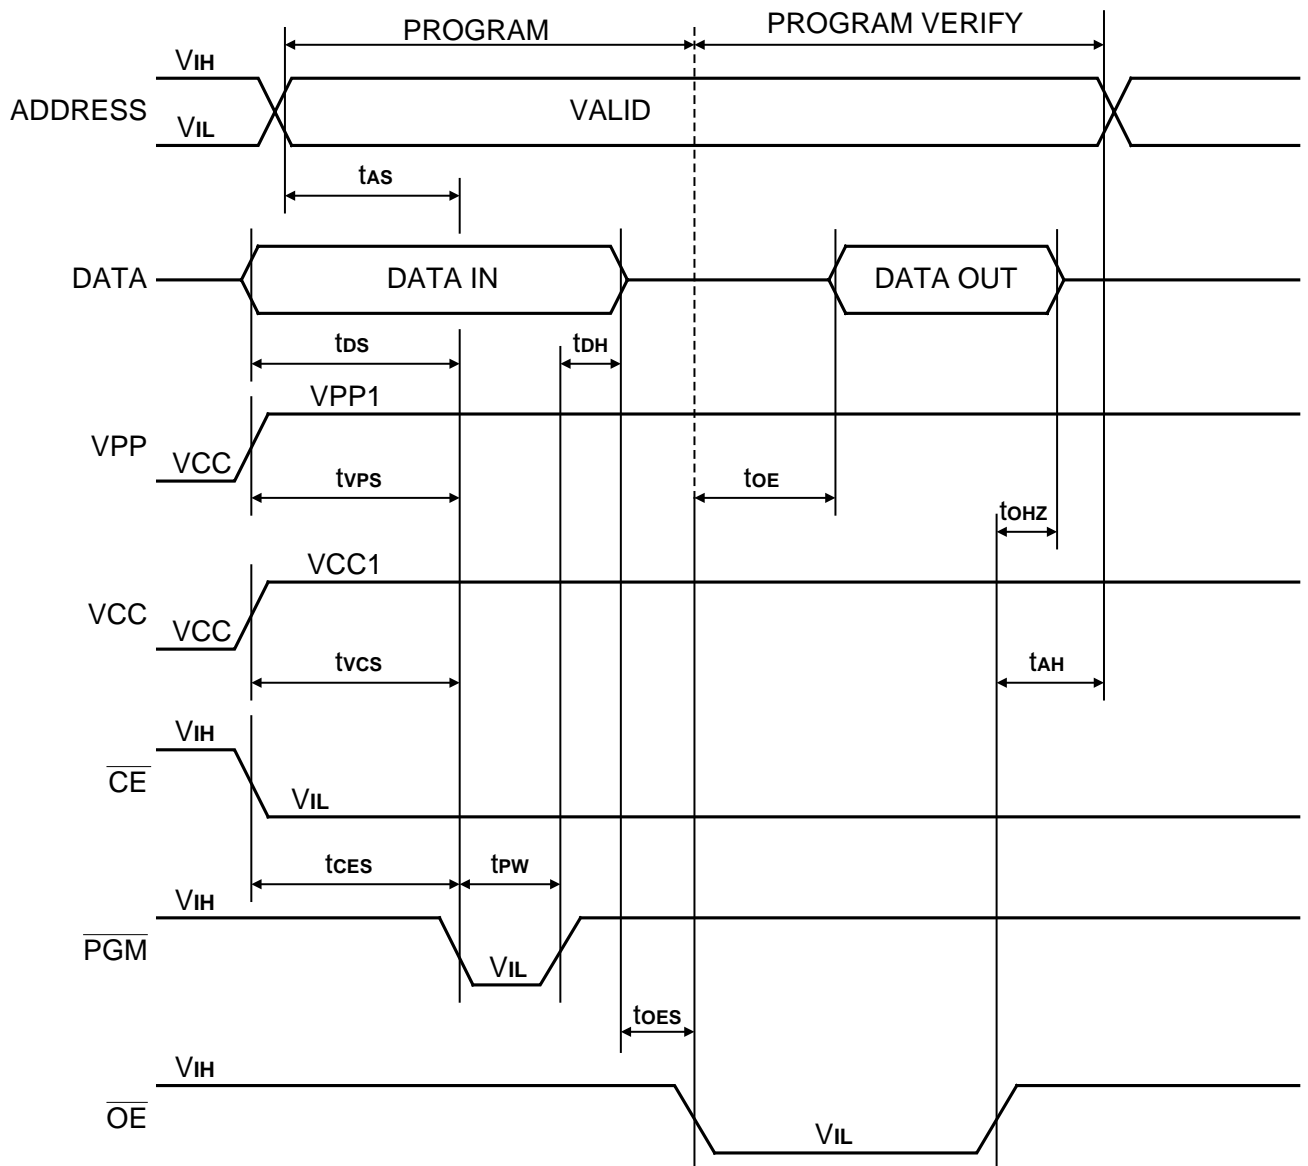 PROGRAM PROGRAM VERIFY
VIH
ADDRESS VALID
VIL
tAS
DATA DATA IN DATA OUT
tDS tDH
VPP1
VPP VCC
tVPS tOE
tOHZ
VCC1
VCC VCC
tVCS tAH
VIH
CE
VIL
tCES tPW
VIH
PGM VIL
tOES
VIH
OE VIL